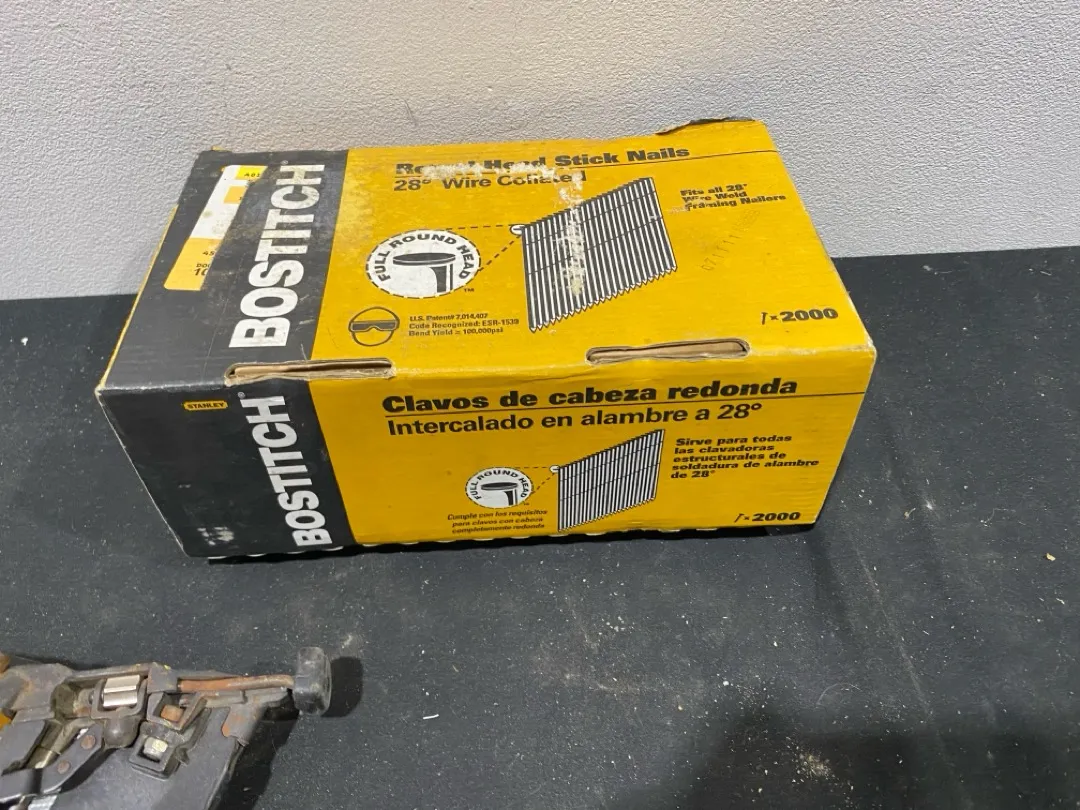 BOSTITCH
Round Head Stick Nails
28° Wire Collated
Fits all 28°
Wire Weld
Framing Nailers
FULL ROUND HEAD
™
U.S. Patent# 7,014,407
Code Recognized: ESR-1539
Bend Yield = 100,000psi
x 2000
STANLEY
BOSTITCH
Clavos de cabeza redonda
Intercalado en alambre a 28°
Sirve para todas
las clavadoras
estructurales de
soldadura de alambre
de 28°
FULL ROUND HEAD
Cumple con los requisitos
para clavos con cabeza
completamente redonda
x 2000